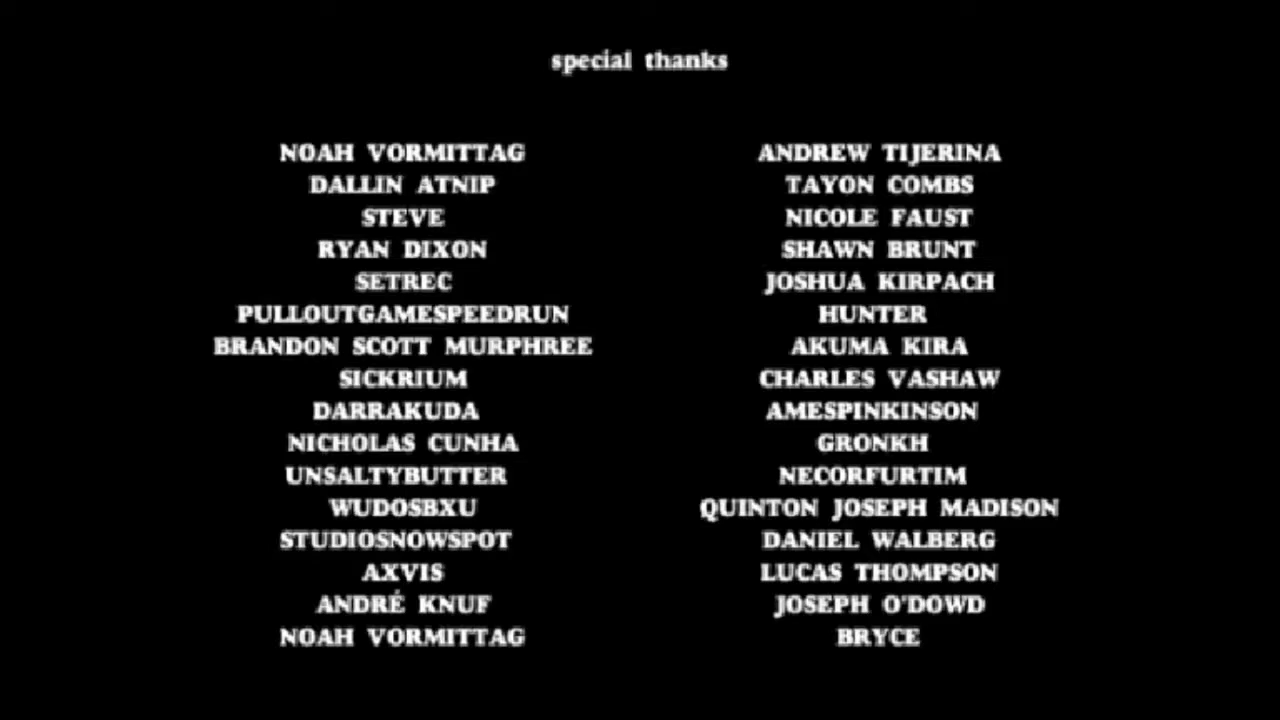 special thanks
NOAH VORMITTAG
DALLIN ATNIP
STEVE
RYAN DIXON
SETREC
PULLOUTGAMESPEEDRUN
BRANDON SCOTT MURPHREE
SICKRIUM
DARRAKUDA
NICHOLAS CUNHA
UNSALTYBUTTER
WUDOSBXU
STUDIOSNOWSPOT
AXVIS
ANDRÉ KNUF
NOAH VORMITTAG
ANDREW TIJERINA
TAYON COMBS
NICOLE FAUST
SHAWN BRUNT
JOSHUA KIRPACH
HUNTER
AKUMA KIRA
CHARLES VASHAW
AMESPINKINSON
GRONKH
NECORFURTIM
QUINTON JOSEPH MADISON
DANIEL WALBERG
LUCAS THOMPSON
JOSEPH O'DOWD
BRYCE